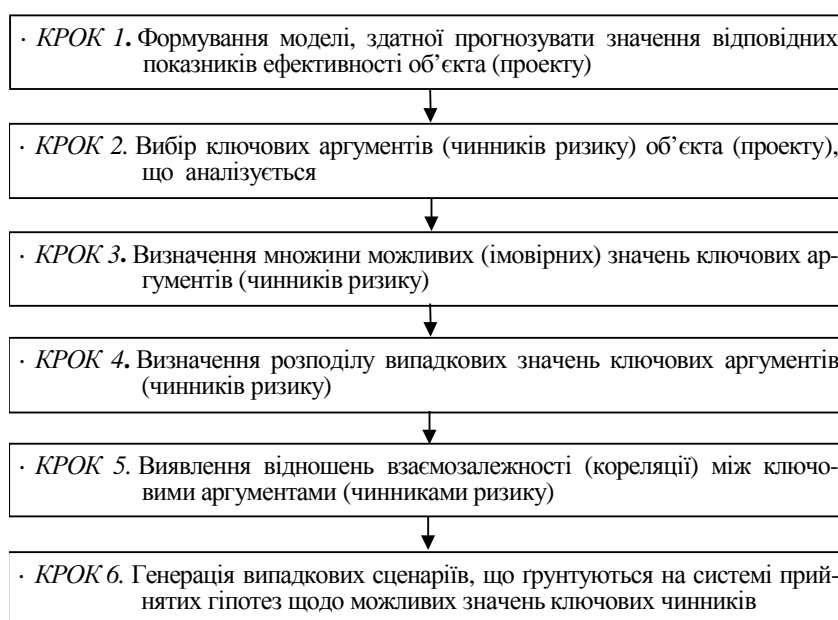 · КРОК 1. Формування моделі, здатної прогнозувати значення відповідних
показників ефективності об’єкта (проекту)
· КРОК 2. Вибір ключових аргументів (чинників ризику) об’єкта (проекту),
що аналізується
· КРОК 3. Визначення множини можливих (імовірних) значень ключових ар-
гументів (чинників ризику)
· КРОК 4. Визначення розподілу випадкових значень ключових аргументів
(чинників ризику)
· КРОК 5. Виявлення відношень взаємозалежності (кореляції) між ключо-
вими аргументами (чинниками ризику)
· КРОК 6. Генерація випадкових сценаріїв, що ґрунтуються на системі прий-
нятих гіпотез щодо можливих значень ключових чинників